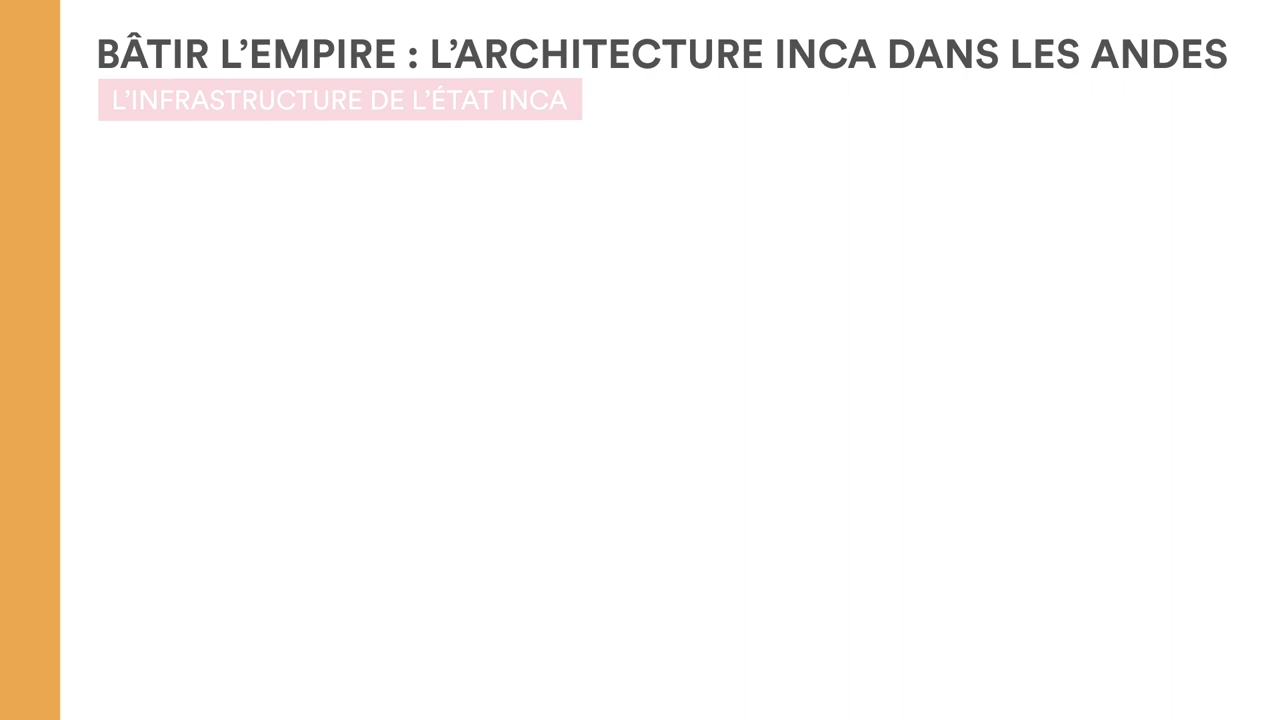 BÂTIR L’EMPIRE : L’ARCHITECTURE INCA DANS LES ANDES
L’INFRASTRUCTURE DE L’ÉTAT INCA